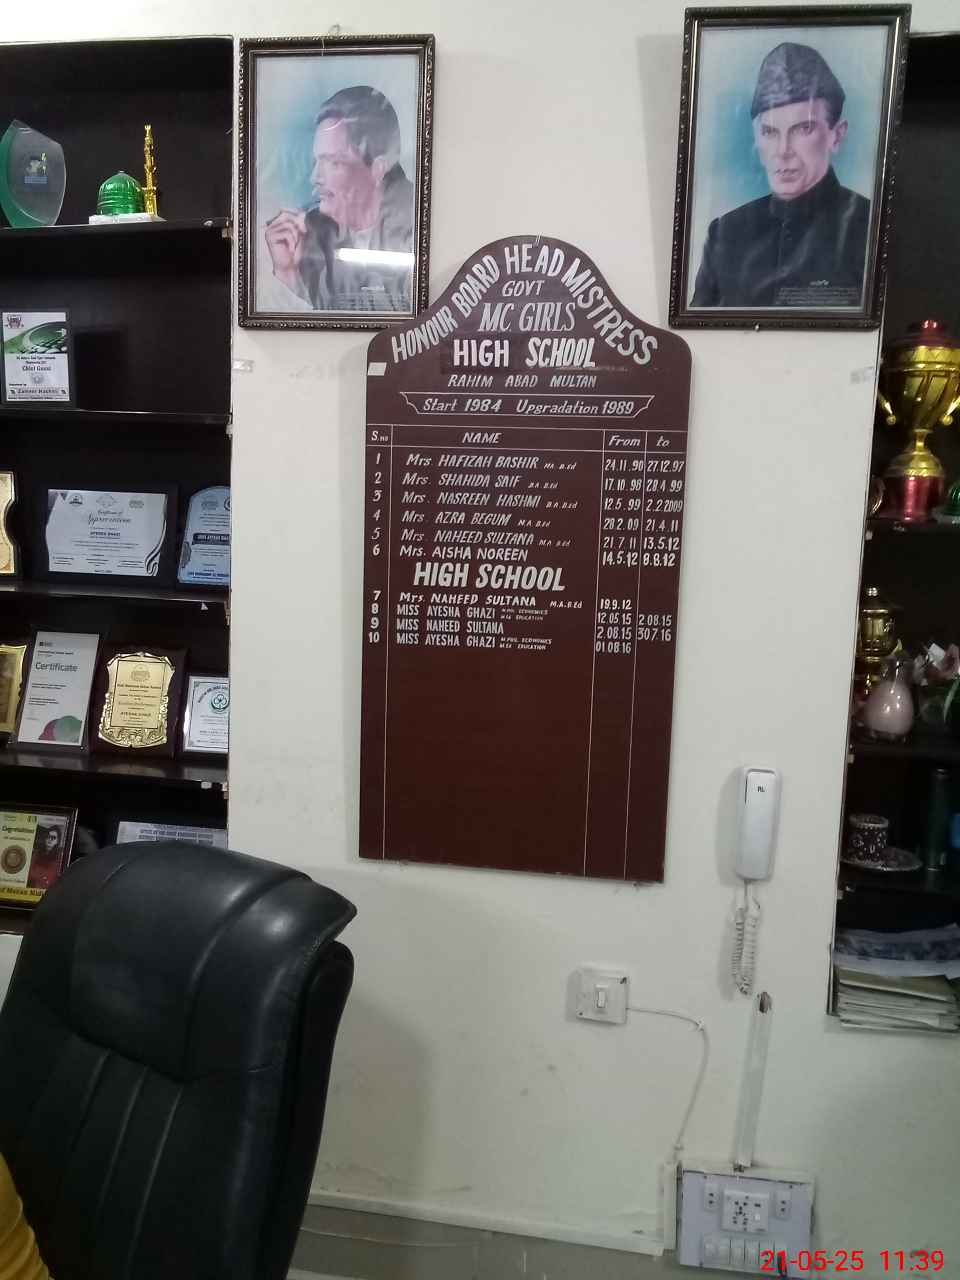 HONOUR BOARD HEAD MISTRESS
GOVT
MC GIRLS
HIGH SCHOOL
RAHIM ABAD MULTAN
Start 1984 Upgradation 1989
S.No NAME From to
1 Mrs. HAFIZAH BASHIR MA. B.Ed 24.11.90 27.12.97
2 Mrs. SHAHIDA SAIF B.A. B.Ed 17.10.98 28.4.99
3 Mrs. NASREEN HASHMI B.A. B.Ed 12.5.99 2.2.2009
4 Mrs. AZRA BEGUM M.A. B.Ed 20.2.09 21.4.11
5 Mrs. NAHEED SULTANA M.A. B.Ed 21.7.11 13.5.12
6 Mrs. AISHA NOREEN 14.5.12 8.8.12
HIGH SCHOOL
7 Mrs. NAHEED SULTANA M.A.B.Ed 19.9.12
8 MISS AYESHA GHAZI M.PHIL ECONOMICS M.Ed EDUCATION 12.05.15 2.08.15
9 MISS NAHEED SULTANA 2.08.15 30.7.16
10 MISS AYESHA GHAZI M.PHIL ECONOMICS M.Ed EDUCATION 01.08.16
Chief Guest
Appreciation
Certificate
21-05-25 11:39